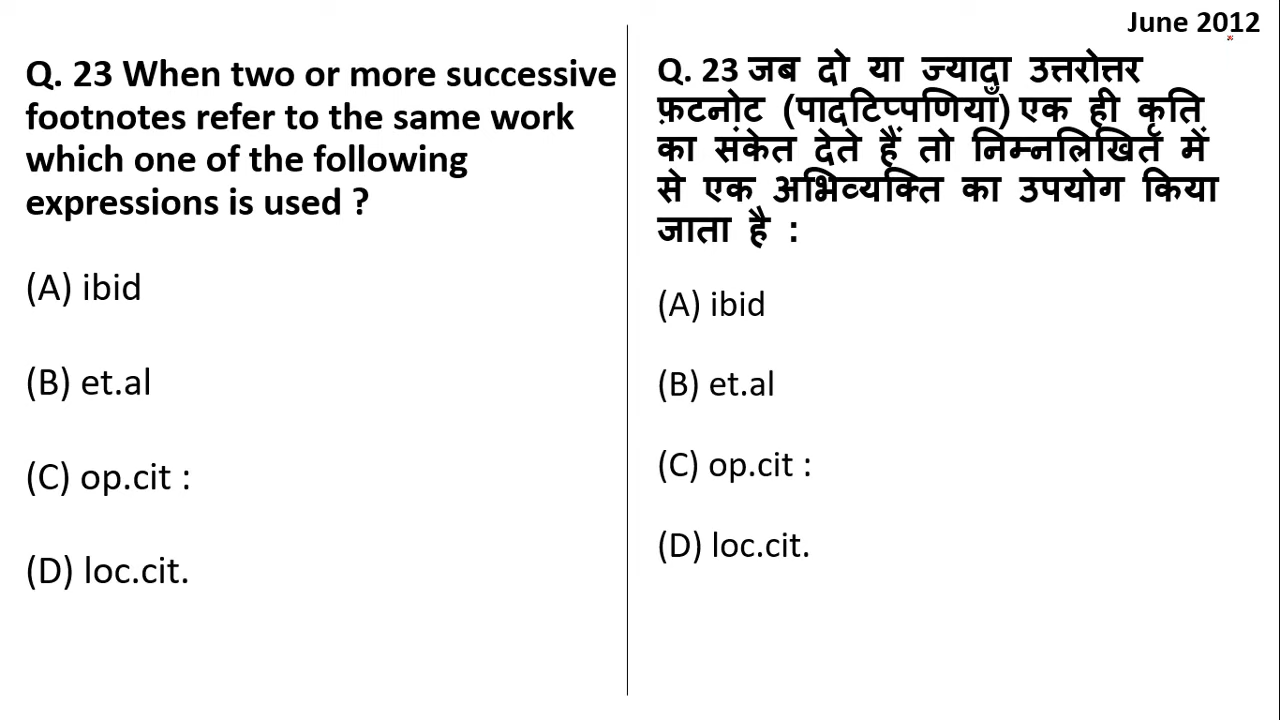 June 2012
Q. 23 When two or more successive
footnotes refer to the same work
which one of the following
expressions is used ?
(A) ibid
(B) et.al
(C) op.cit :
(D) loc.cit.
Q. 23 जब दो या ज्यादा उत्तरोत्तर
फ़ुटनोट (पादटिप्पणियाँ) एक ही कृति
का संकेत देते हैं तो निम्नलिखित में
से एक अभिव्यक्ति का उपयोग किया
जाता है :
(A) ibid
(B) et.al
(C) op.cit :
(D) loc.cit.